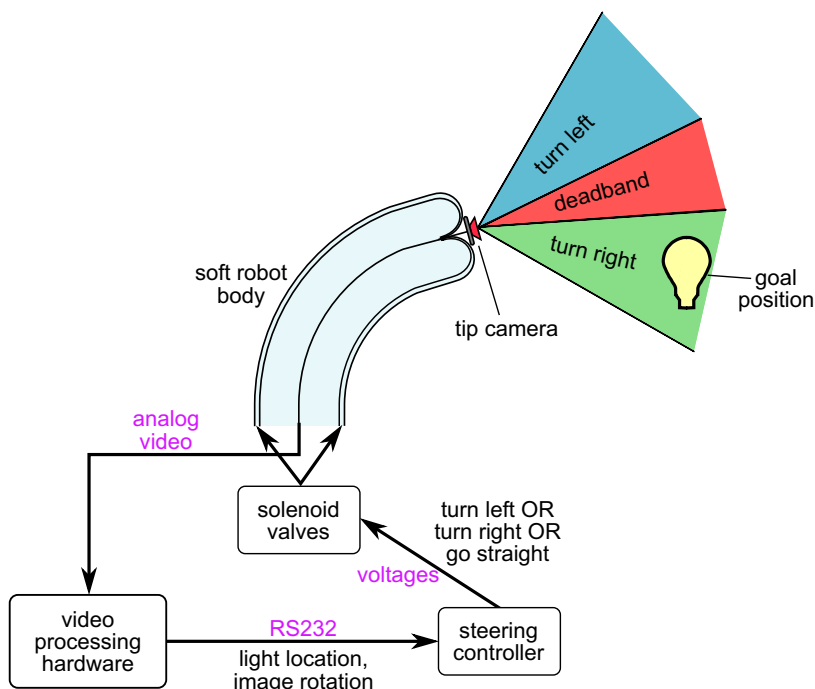 turn left
deadband
turn right
soft robot
body
goal
position
tip camera
analog
video
solenoid
valves
turn left OR
turn right OR
go straight
voltages
video
processing
hardware
RS232
light location,
image rotation
steering
controller